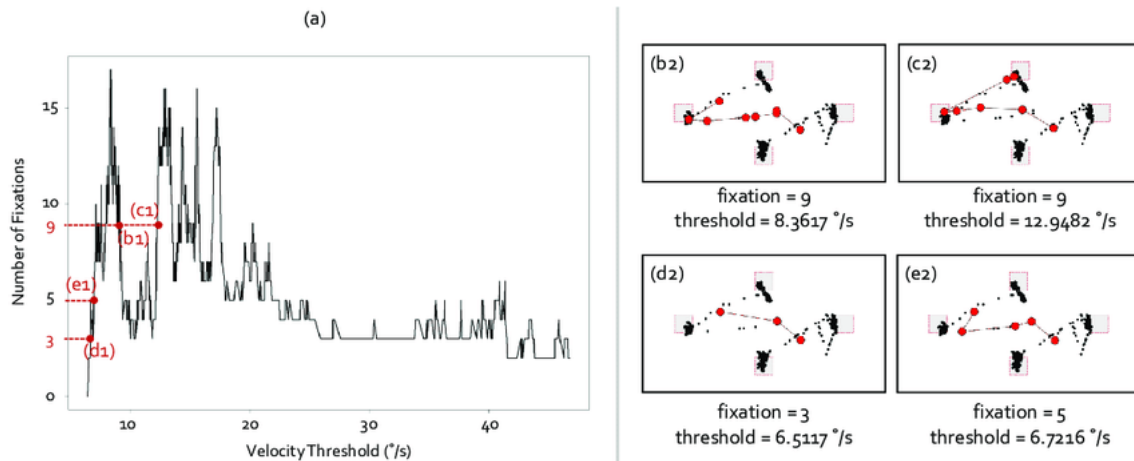 (a)
Number of Fixations
15
10
9
5
3
0
(c1)
(b1)
(e1)
(d1)
10
20
30
40
Velocity Threshold (˚/s)
(b2)
fixation = 9
threshold = 8.3617 ˚/s
(c2)
fixation = 9
threshold = 12.9482 ˚/s
(d2)
fixation = 3
threshold = 6.5117 ˚/s
(e2)
fixation = 5
threshold = 6.7216 ˚/s